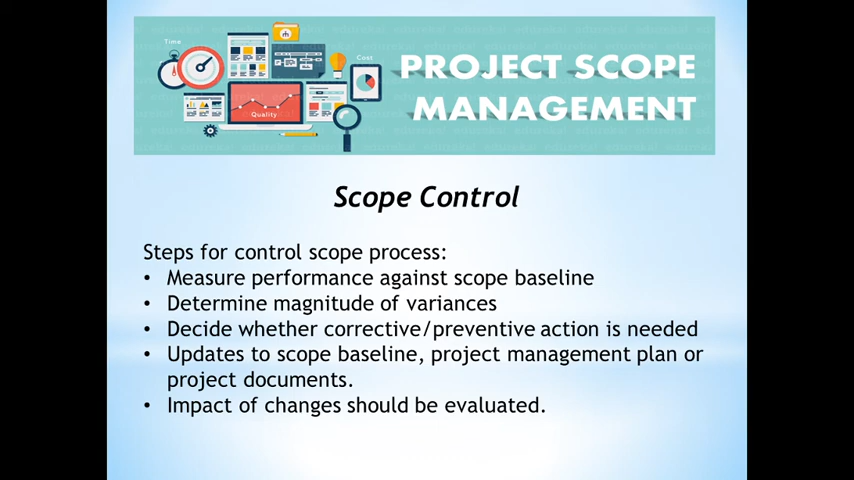 Time
Cost
Quality
PROJECT SCOPE
MANAGEMENT
Scope Control
Steps for control scope process:
• Measure performance against scope baseline
• Determine magnitude of variances
• Decide whether corrective/preventive action is needed
• Updates to scope baseline, project management plan or
project documents.
• Impact of changes should be evaluated.